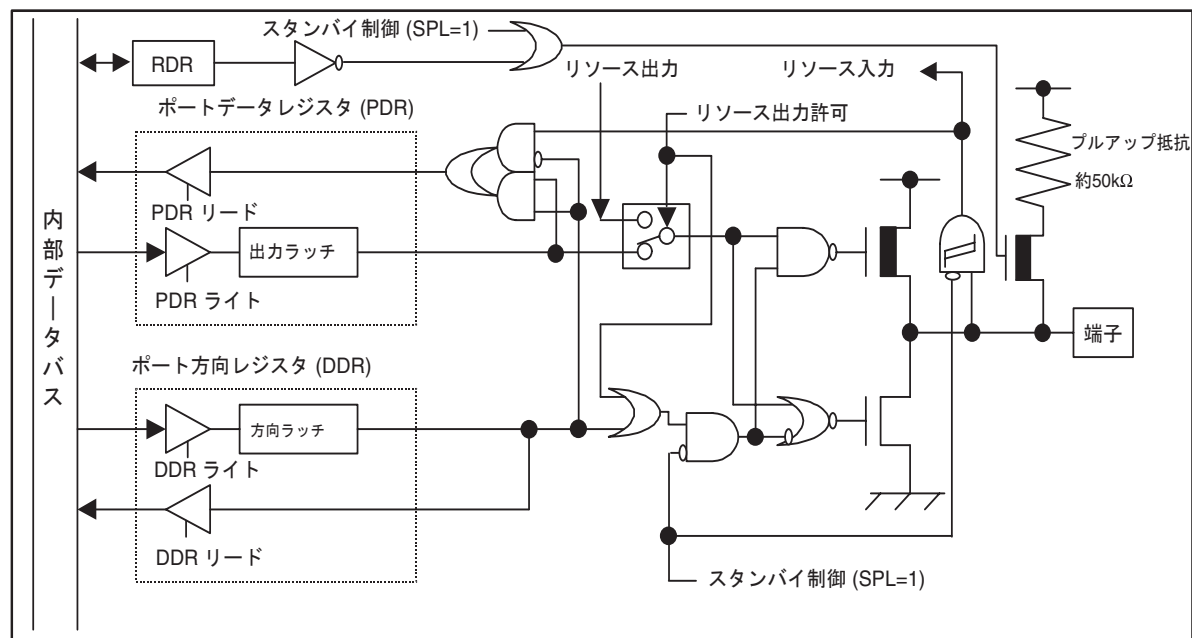 スタンバイ制御 (SPL=1)
RDR
リソース出力
リソース入力
ポートデータレジスタ (PDR)
リソース出力許可
プルアップ抵抗
約50kΩ
PDR リード
内部データバス
出力ラッチ
PDR ライト
端子
ポート方向レジスタ (DDR)
方向ラッチ
DDR ライト
DDR リード
スタンバイ制御 (SPL=1)